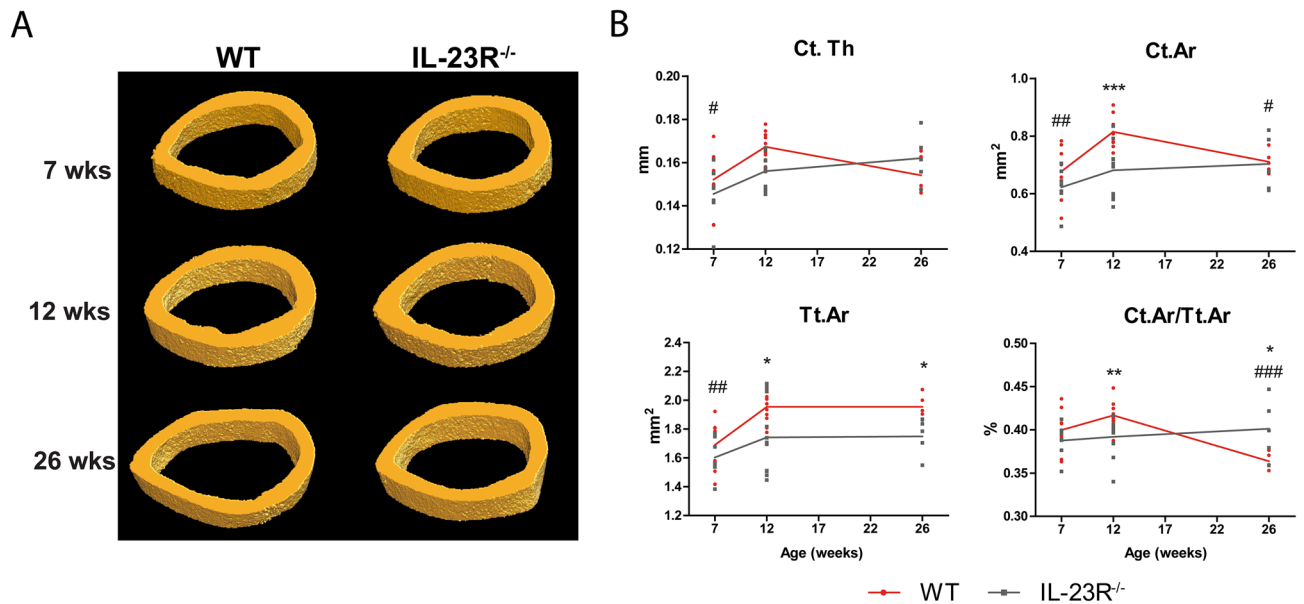 A
WT IL-23R-/-
7 wks
12 wks
26 wks
B
Ct. Th
mm
0.20
0.18
0.16
0.14
0.12
#
7 12 17 22 26
Ct.Ar
mm2
1.0
0.8
0.6
0.4
##
***
#
7 12 17 22 26
Tt.Ar
mm2
2.4
2.2
2.0
1.8
1.6
1.4
1.2
##
*
*
7 12 17 22 26
Age (weeks)
Ct.Ar/Tt.Ar
%
0.50
0.45
0.40
0.35
0.30
**
*
###
7 12 17 22 26
Age (weeks)
WT IL-23R-/-